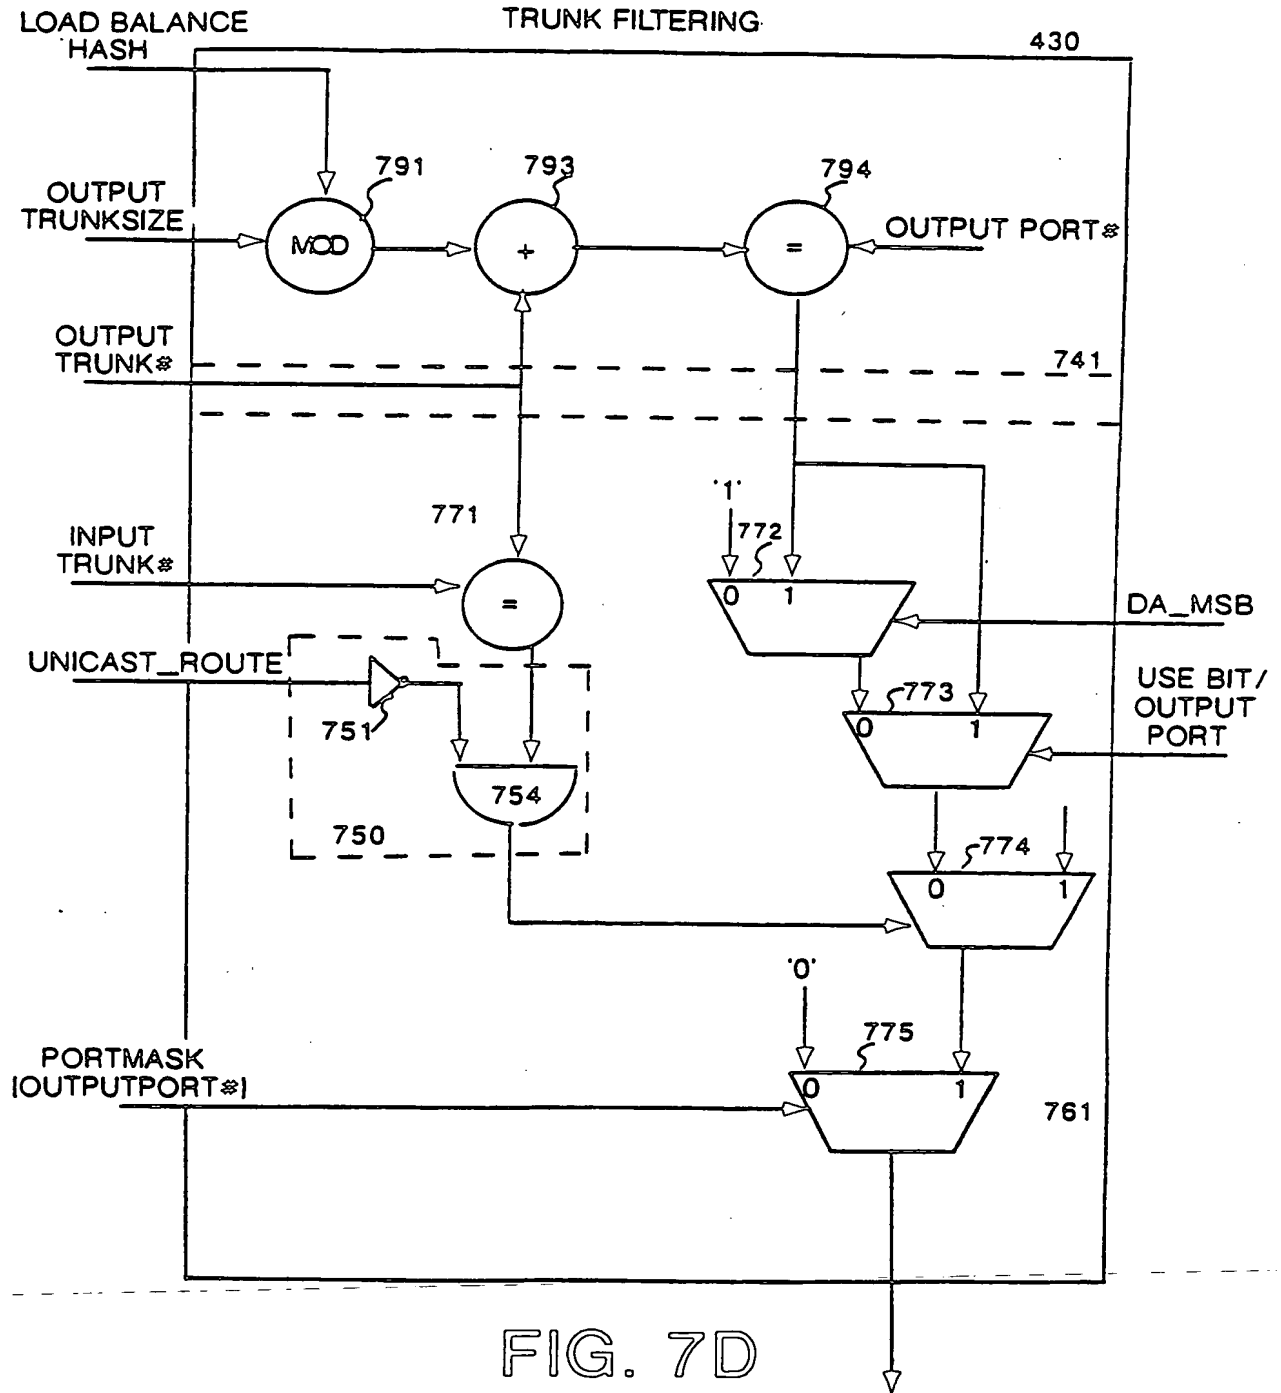 LOAD BALANCE
HASH
TRUNK FILTERING
430
791
793
794
OUTPUT
TRUNKSIZE
MOD
+
=
OUTPUT PORT#
OUTPUT
TRUNK#
741
'1'
771
772
INPUT
TRUNK#
=
0 1
DA_MSB
UNICAST_ROUTE
751
773
0 1
USE BIT/
OUTPUT
PORT
754
750
774
0 1
'0'
775
PORTMASK
[OUTPUTPORT#]
0 1
761
FIG. 7D